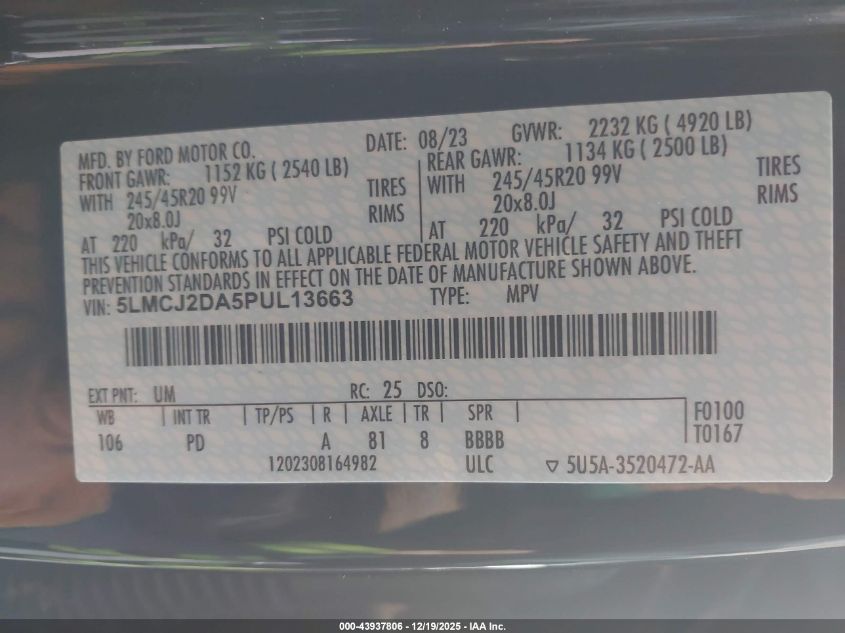 MFD. BY FORD MOTOR CO. DATE: 08/23 GVWR: 2232 KG ( 4920 LB)
FRONT GAWR: 1152 KG ( 2540 LB) REAR GAWR: 1134 KG ( 2500 LB)
WITH 245/45R20 99V TIRES WITH 245/45R20 99V TIRES
20x8.0J RIMS 20x8.0J RIMS
AT 220 kPa/ 32 PSI COLD AT 220 kPa/ 32 PSI COLD
THIS VEHICLE CONFORMS TO ALL APPLICABLE FEDERAL MOTOR VEHICLE SAFETY AND THEFT
PREVENTION STANDARDS IN EFFECT ON THE DATE OF MANUFACTURE SHOWN ABOVE.
VIN: 5LMCJ2DA5PUL13663 TYPE: MPV
EXT PNT: UM RC: 25 DSO:
WB INT TR TP/PS R AXLE TR SPR F0100
106 PD A 81 8 BBBB T0167
1202308164982 ULC ▽ 5U5A-3520472-AA
000-43937806 - 12/19/2025 - IAA Inc.